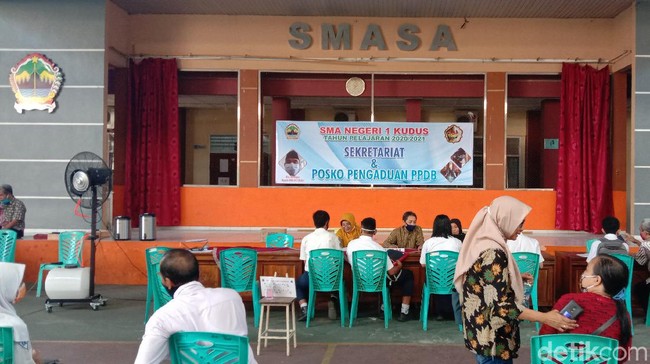 SMASA
SMA NEGERI 1 KUDUS
TAHUN PELAJARAN 2020/2021
SEKRETARIAT
&
POSKO PENGADUAN PPDB
detikcom